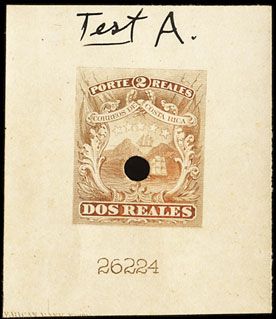 Test A.
PORTE 2 REALES
CORREOS DE COSTA RICA
DOS REALES
26224